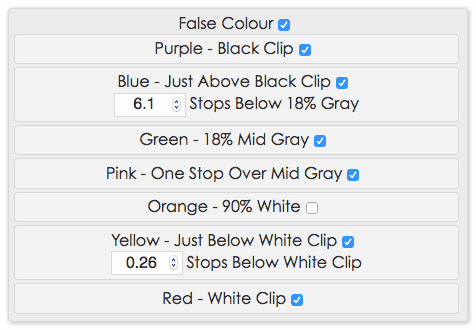 False Colour
Purple - Black Clip
Blue - Just Above Black Clip
6.1 Stops Below 18% Gray
Green - 18% Mid Gray
Pink - One Stop Over Mid Gray
Orange - 90% White
Yellow - Just Below White Clip
0.26 Stops Below White Clip
Red - White Clip